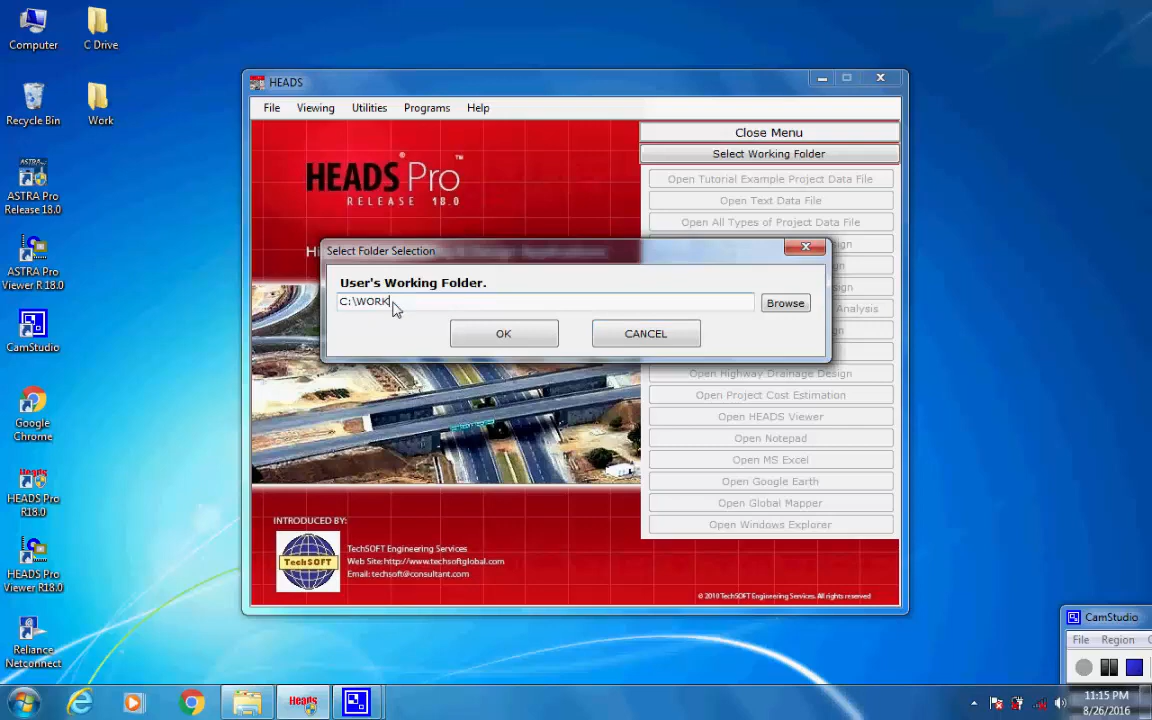 Computer
C Drive
Recycle Bin
Work
ASTRA Pro
ASTRA Pro
Release 18.0
ASTRA Pro
Viewer R 18.0
CamStudio
Google
Chrome
HEADS Pro
R18.0
HEADS Pro
Viewer R18.0
Reliance
Netconnect
HEADS
File Viewing Utilities Programs Help
HEADS® Pro™
RELEASE 18.0
Close Menu
Select Working Folder
Open Tutorial Example Project Data File
Open Text Data File
Open All Types of Project Data File
Select Folder Selection
User's Working Folder.
C:\WORK
Browse
OK
CANCEL
Analysis
Open Highway Drainage Design
Open Project Cost Estimation
Open HEADS Viewer
Open Notepad
Open MS Excel
Open Google Earth
Open Global Mapper
Open Windows Explorer
INTRODUCED BY:
TechSOFT
TechSOFT Engineering Services
Web Site:http://www.techsoftglobal.com
Email: techsoft@consultant.com
© 2010 TechSOFT Engineering Services. All rights reserved
CamStudio
File Region
Heads
11:15 PM
8/26/2016